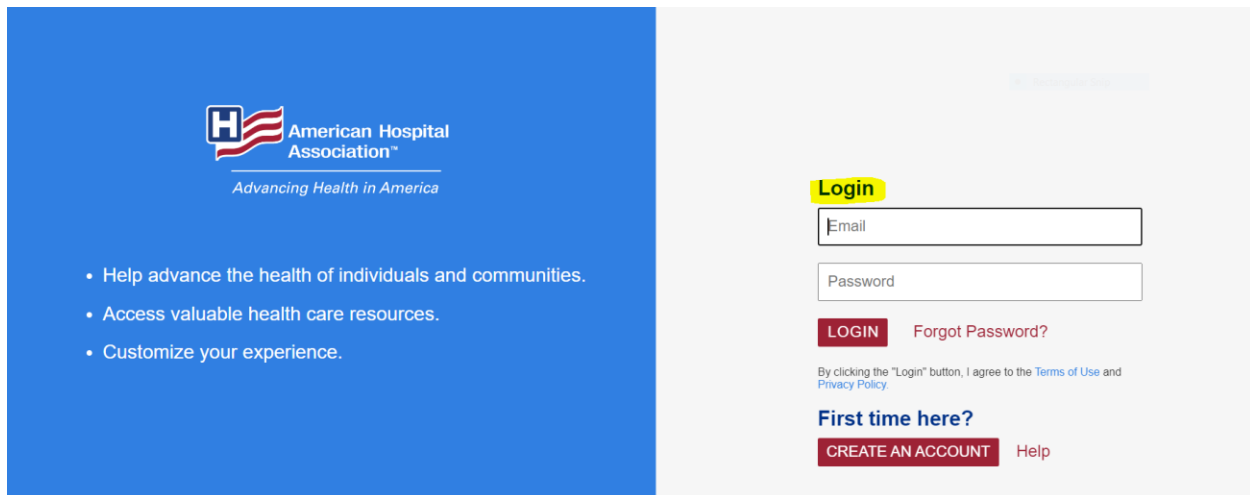 H
American Hospital
Association™
Advancing Health in America
• Help advance the health of individuals and communities.
• Access valuable health care resources.
• Customize your experience.
Login
Email
Password
LOGIN Forgot Password?
By clicking the "Login" button, I agree to the Terms of Use and
Privacy Policy.
First time here?
CREATE AN ACCOUNT Help